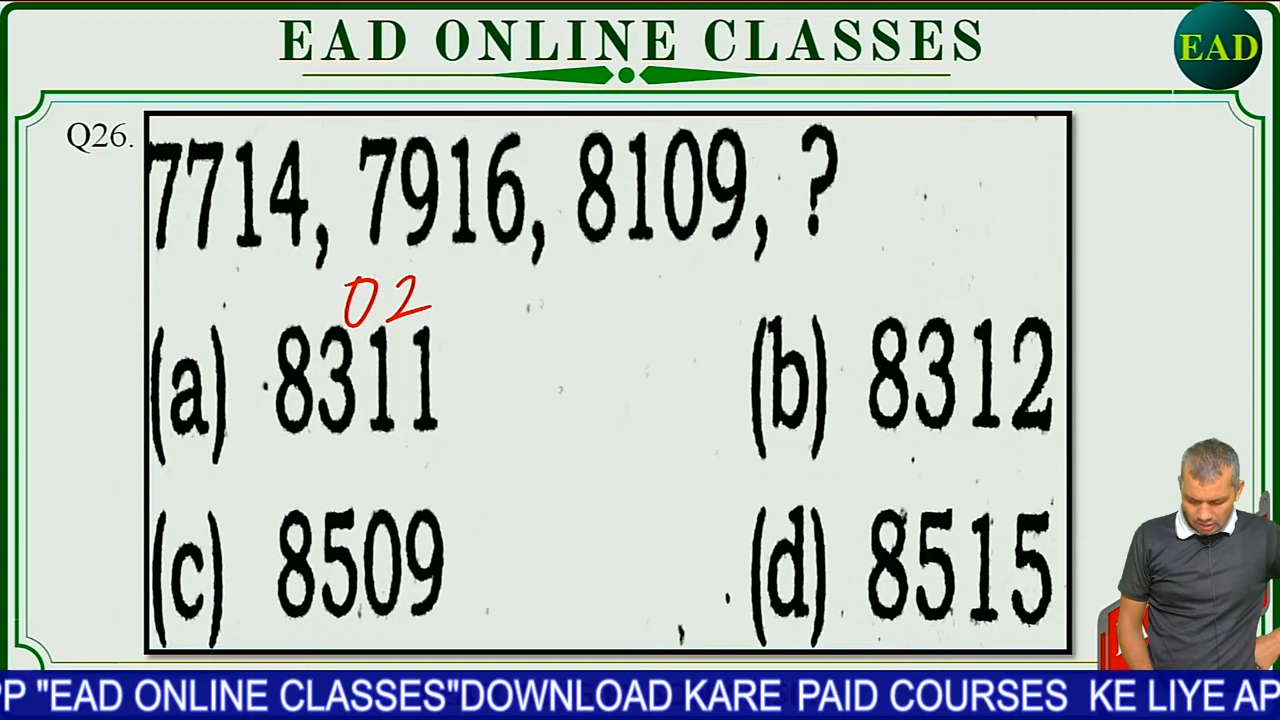 EAD ONLINE CLASSES
EAD
Q26.
7714, 7916, 8109, ?
02
(a) 8311
(b) 8312
(c) 8509
(d) 8515
PP "EAD ONLINE CLASSES"DOWNLOAD KARE PAID COURSES KE LIYE AP